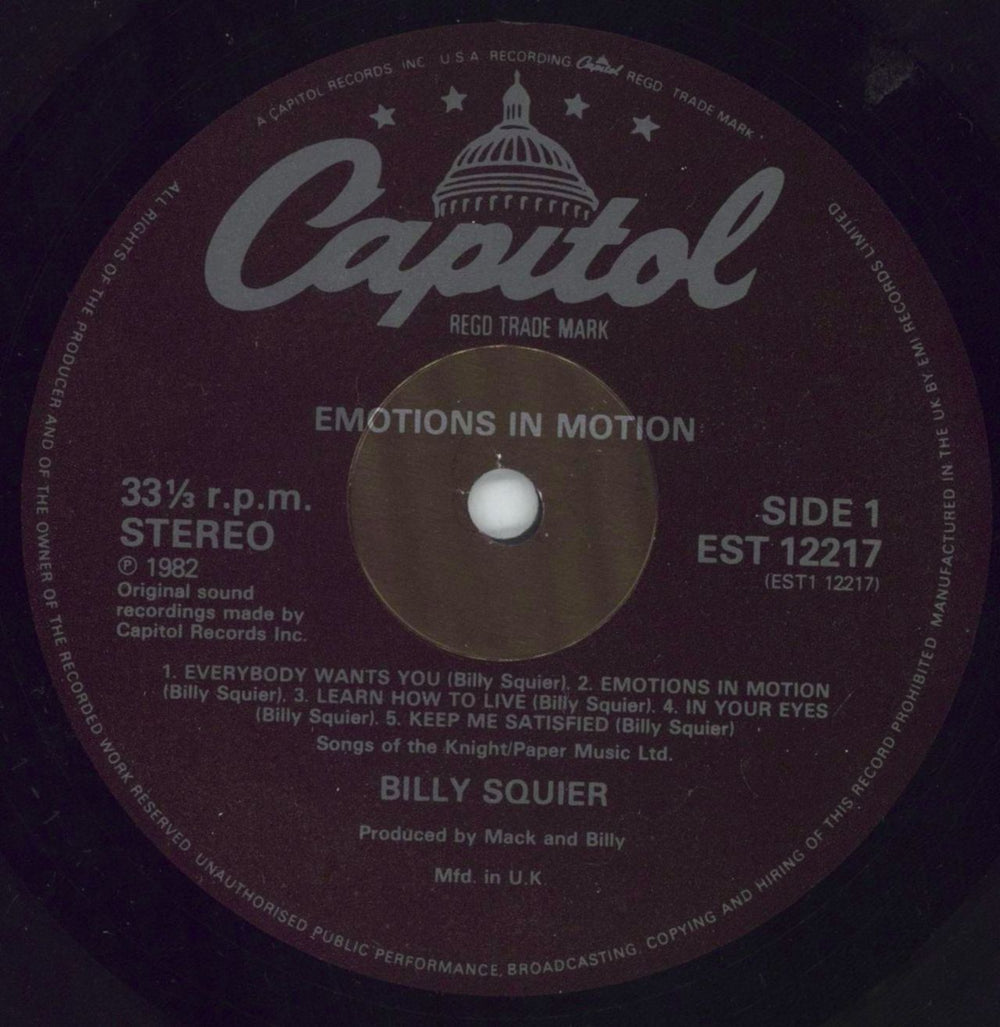 A CAPITOL RECORDS INC U.S.A. RECORDING Capitol REGD TRADE MARK
Capitol
REGD TRADE MARK
EMOTIONS IN MOTION
33⅓ r.p.m.
STEREO
℗ 1982
Original sound
recordings made by
Capitol Records Inc.
SIDE 1
EST 12217
(EST1 12217)
1. EVERYBODY WANTS YOU (Billy Squier). 2. EMOTIONS IN MOTION
(Billy Squier). 3. LEARN HOW TO LIVE (Billy Squier). 4. IN YOUR EYES
(Billy Squier). 5. KEEP ME SATISFIED (Billy Squier)
Songs of the Knight/Paper Music Ltd.
BILLY SQUIER
Produced by Mack and Billy
Mfd. in U.K.
ALL RIGHTS OF THE PRODUCER AND OF THE OWNER OF THE RECORDED WORK RESERVED UNAUTHORISED PUBLIC PERFORMANCE, BROADCASTING, COPYING AND HIRING OF THIS RECORD PROHIBITED MANUFACTURED IN THE UK BY EMI RECORDS LIMITED